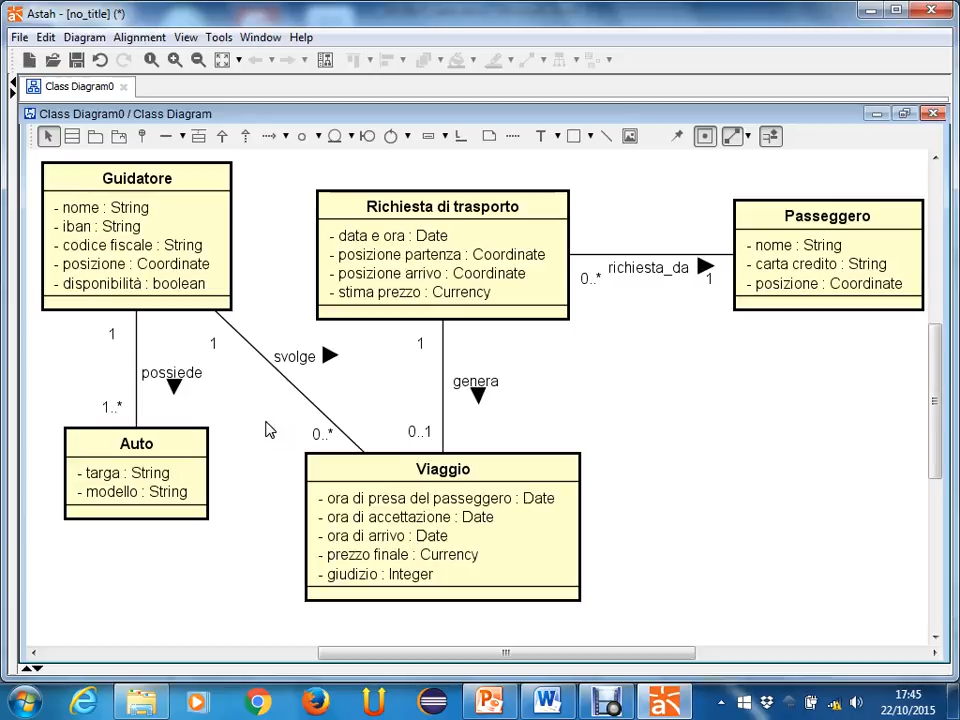 Astah - [no_title] (*)
File Edit Diagram Alignment View Tools Window Help
Class Diagram0
Class Diagram0 / Class Diagram
Guidatore
- nome : String
- iban : String
- codice fiscale : String
- posizione : Coordinate
- disponibilità : boolean
Richiesta di trasporto
- data e ora : Date
- posizione partenza : Coordinate
- posizione arrivo : Coordinate
- stima prezzo : Currency
Passeggero
- nome : String
- carta credito : String
- posizione : Coordinate
0..*
richiesta_da
1
1
possiede
1..*
1
svolge
0..*
1
genera
0..1
Auto
- targa : String
- modello : String
Viaggio
- ora di presa del passeggero : Date
- ora di accettazione : Date
- ora di arrivo : Date
- prezzo finale : Currency
- giudizio : Integer
17:45
22/10/2015